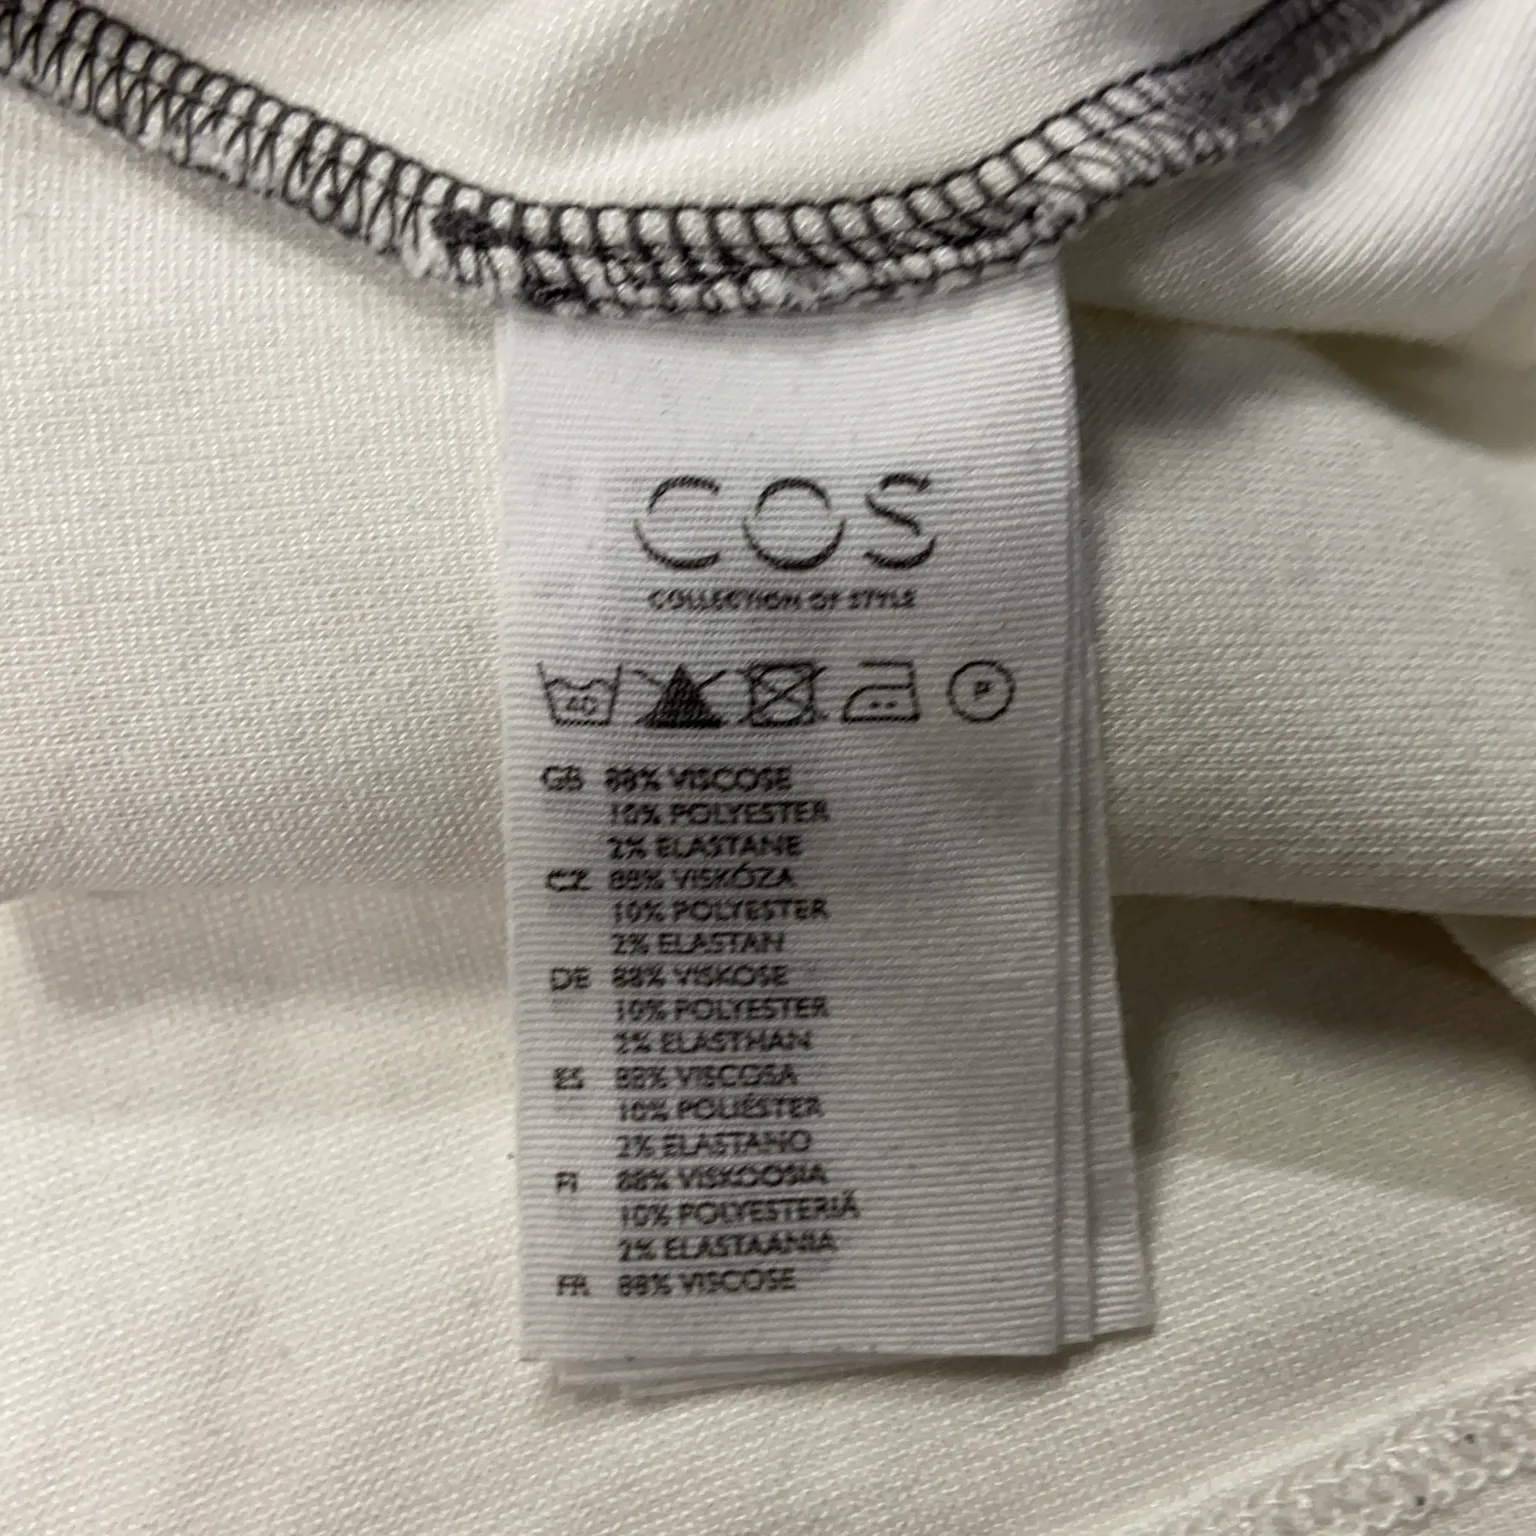 COS
COLLECTION OF STYLE
40 P
GB 88% VISCOSE
10% POLYESTER
2% ELASTANE
CZ 88% VISKÓZA
10% POLYESTER
2% ELASTAN
DE 88% VISKOSE
10% POLYESTER
2% ELASTHAN
ES 88% VISCOSA
10% POLIÉSTER
2% ELASTANO
FI 88% VISKOOSIA
10% POLYESTERIÄ
2% ELASTAANIA
FR 88% VISCOSE